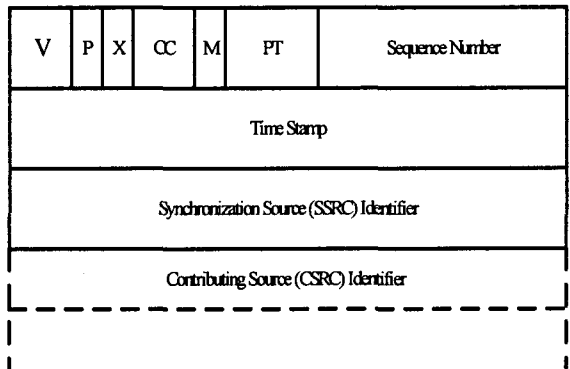 V P X CC M PT Sequence Number
Time Stamp
Synchronization Source (SSRC) Identifier
Contributing Source (CSRC) Identifier